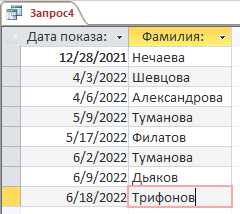 Запрос4
Дата показа: Фамилия:
12/28/2021 Нечаева
4/3/2022 Шевцова
4/6/2022 Александрова
5/9/2022 Туманова
5/17/2022 Филатов
6/2/2022 Туманова
6/9/2022 Дьяков
6/18/2022 Трифонов